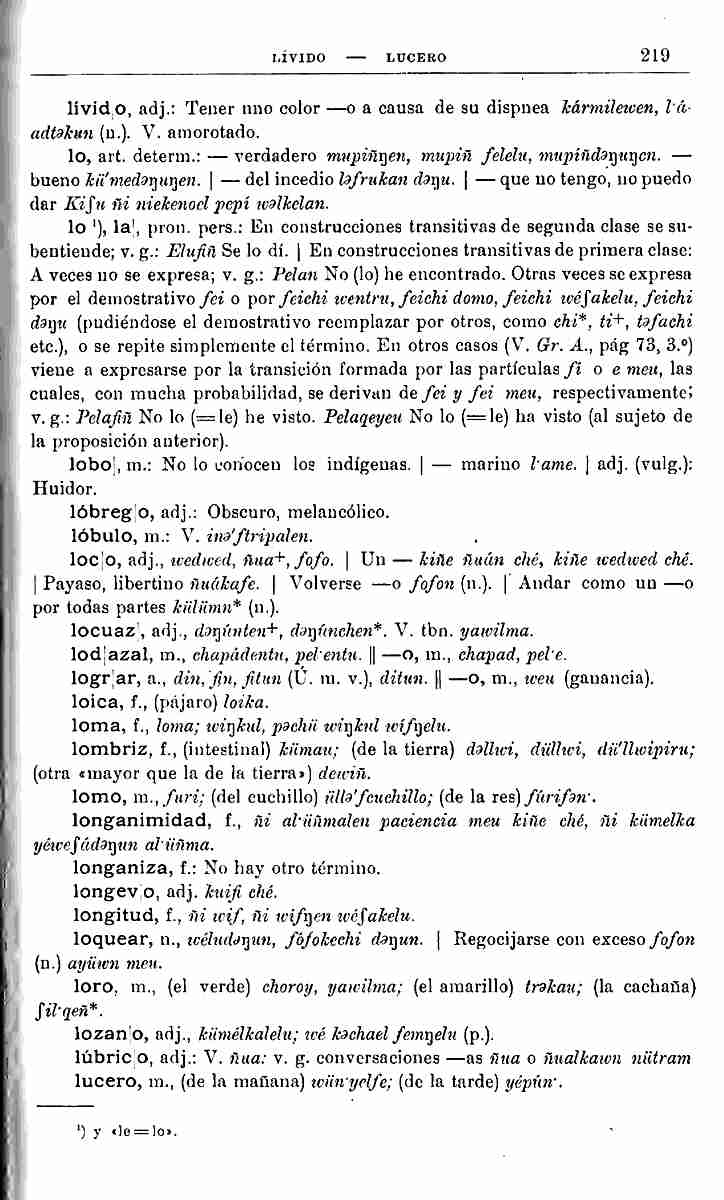 LÍVIDO — LUCERO 219
lívid¦o, adj.: Tener uno color —o a causa de su dispnea kármilewen, l·á-
adtəkun (n.). V. amorotado.
lo, art. determ.: — verdadero mupiñŋen, mupiñ felelu, mupíñdəŋuŋen. —
bueno kü'medəŋuŋen. | — del incedio ləfrukan dəŋu. | — que no tengo, no puedo
dar Kiʃu ñi niekenoel pepí wəlkelan.
lo ¹), la¦, pron. pers.: En construcciones transitivas de segunda clase se su-
bentiende; v. g.: Elufiñ Se lo dí. | En construcciones transitivas de primera clase:
A veces no se expresa; v. g.: Pelan No (lo) he encontrado. Otras veces se expresa
por el demostrativo fei o por feichi wentru, feichi domo, feichi wéʃakelu, feichi
dəŋu (pudiéndose el demostrativo reemplazar por otros, como chi*, ti+, təfachi
etc.), o se repite simplemente el término. En otros casos (V. Gr. A., pág 73, 3.º)
viene a expresarse por la transición formada por las partículas fi o e meu, las
cuales, con mucha probabilidad, se derivan de fei y fei meu, respectivamente;
v. g.: Pelafiñ No lo (=le) he visto. Pelaqeyeu No lo (=le) ha visto (al sujeto de
la proposición anterior).
lobo¦, m.: No lo conocen los indígenas. | — marino l·ame. | adj. (vulg.):
Huidor.
lóbreg¦o, adj.: Obscuro, melancólico.
lóbulo, m.: V. inə'ftripalen.
loc¦o, adj., wedwed, ñua+, fofo. | Un — kiñe ñuán ché, kiñe wedwed ché.
| Payaso, libertino ñuákafe. | Volverse —o fofon (n.). | Andar como un —o
por todas partes külümn* (n.).
locuaz¦, adj., dəŋúnten+, dəŋúnchen*. V. tbn. yawilma.
lod¦azal, m., chapádentu, pel·entu. || —o, m., chapad, pel·e.
logr¦ar, a., din, fin, fitun (Ú. m. v.), ditun. || —o, m., weu (ganancia).
loica, f., (pájaro) loika.
loma, f., loma; wiŋkul, pəchü wiŋkul wífŋelu.
lombriz, f., (intestinal) kümau; (de la tierra) dəllwi, düllwi, dü'llwipiru;
(otra «mayor que la de la tierra») dewiñ.
lomo, m., furi; (del cuchillo) üllə'fcuchillo; (de la res) fúrifən·.
longanimidad, f., ñi al·üñmalen paciencia meu kiñe ché, ñi kümelka
yéweʃádəŋun al·üñma.
longaniza, f.: No hay otro término.
longev¦o, adj. kuifi ché.
longitud, f., ñi wif, ñi wifŋen wéʃakelu.
loquear, n., wéludəŋun, fófokechi dəŋun. | Regocijarse con exceso fofon
(n.) ayüwn meu.
loro, m., (el verde) choroy, yawilma; (el amarillo) trəkau; (la cachaña)
ʃil·qeñ*.
lozan¦o, adj., kümélkalelu; wé kəchael femŋelu (p.).
lúbric¦o, adj.: V. ñua: v. g. conversaciones —as ñua o ñualkawn nütram
lucero, m., (de la mañana) wün·yelfe; (de la tarde) yépún·.
¹) y «le=lo».